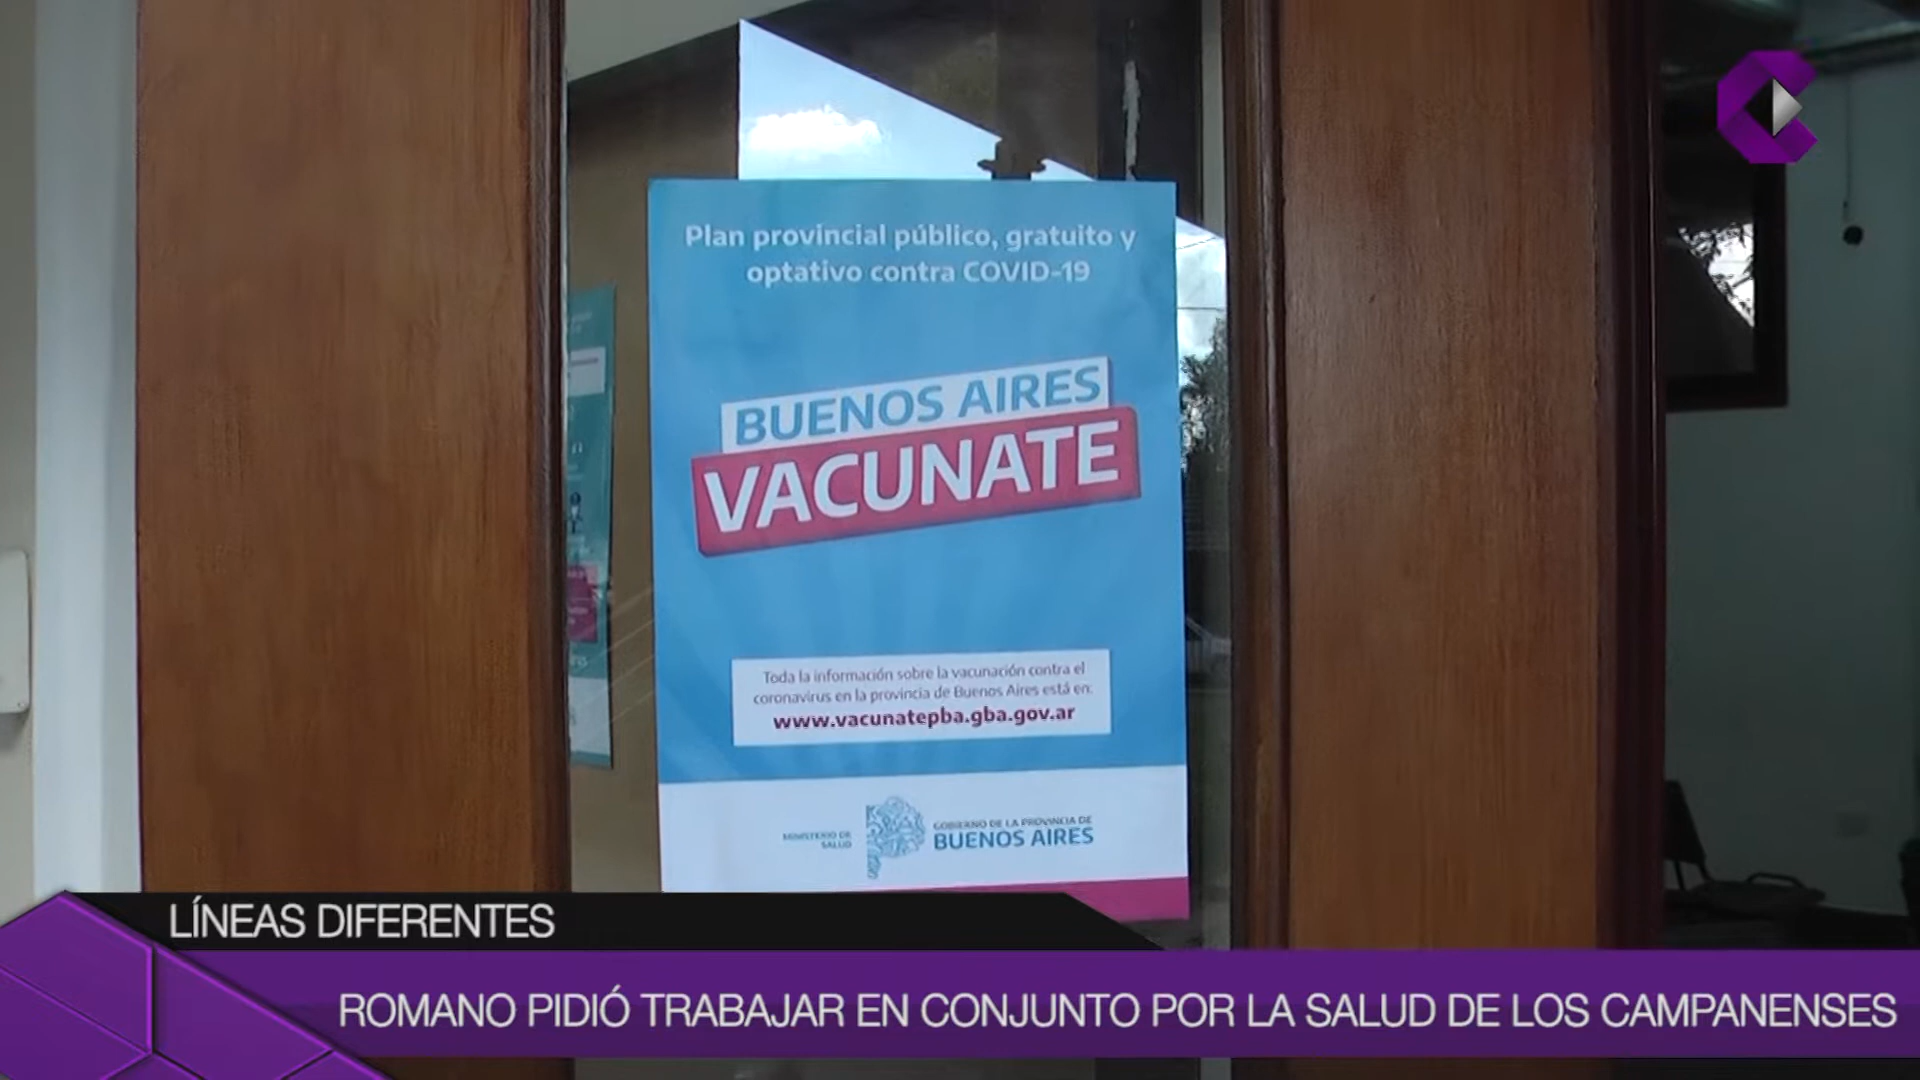 Plan provincial público, gratuito y
optativo contra COVID-19
BUENOS AIRES
VACUNATE
Toda la información sobre la vacunación contra el
coronavirus en la provincia de Buenos Aires está en:
www.vacunatepba.gba.gov.ar
MINISTERIO DE
SALUD
GOBIERNO DE LA PROVINCIA DE
BUENOS AIRES
LÍNEAS DIFERENTES
ROMANO PIDIÓ TRABAJAR EN CONJUNTO POR LA SALUD DE LOS CAMPANENSES